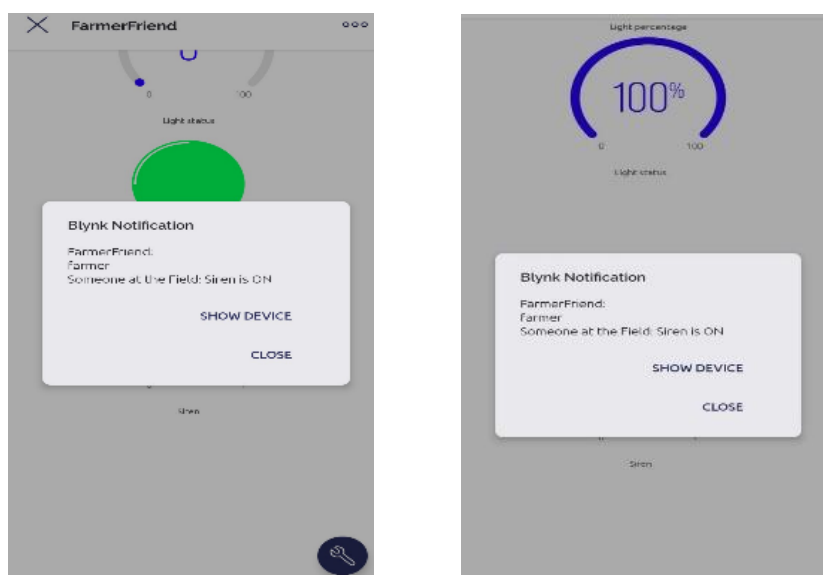 FarmerFriend
0
0 100
Light status
Blynk Notification
FarmerFriend:
farmer
Someone at the Field: Siren is ON
SHOW DEVICE
CLOSE
Siren
Light percentage
100%
0 100
Light status
Blynk Notification
FarmerFriend:
farmer
Someone at the Field: Siren is ON
SHOW DEVICE
CLOSE
Siren